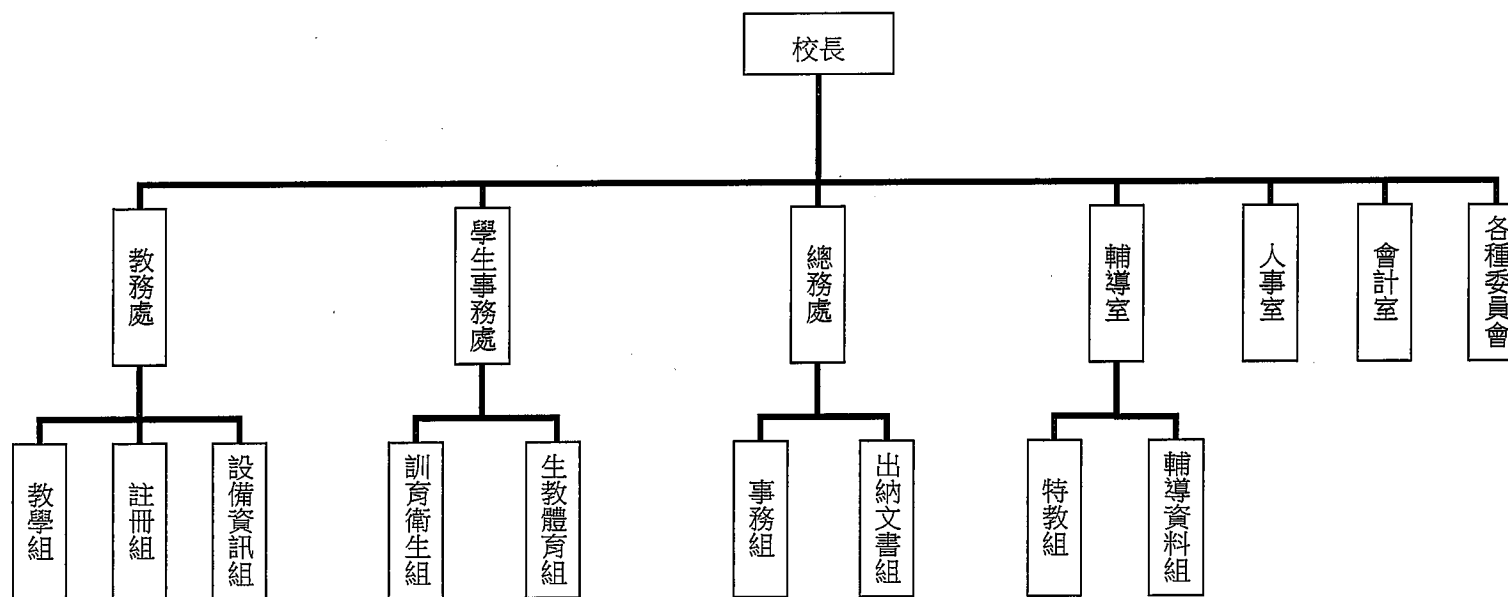 校長
教務處
學生事務處
總務處
輔導室
人事室
會計室
各種委員會
教學組
註冊組
設備資訊組
訓育衛生組
生教體育組
事務組
出納文書組
特教組
輔導資料組